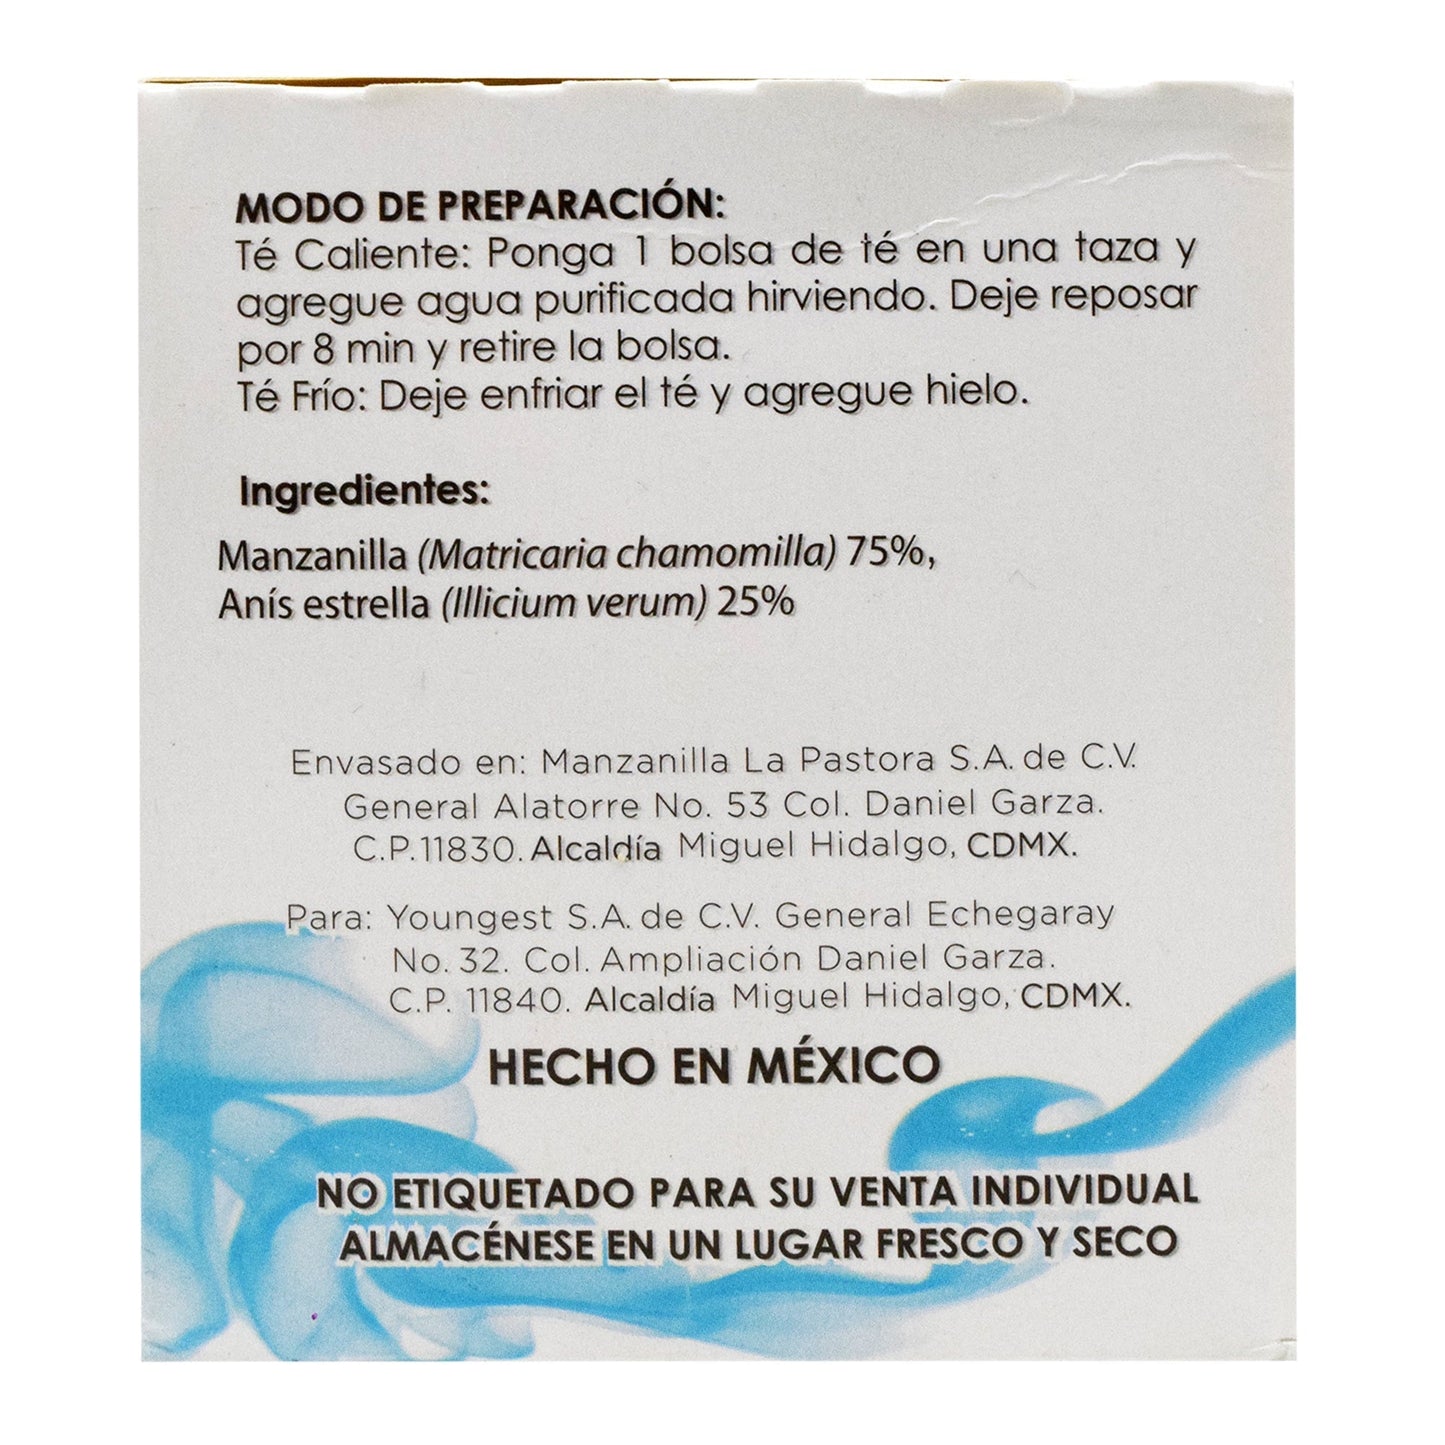 MODO DE PREPARACIÓN:
Té Caliente: Ponga 1 bolsa de té en una taza y
agregue agua purificada hirviendo. Deje reposar
por 8 min y retire la bolsa.
Té Frío: Deje enfriar el té y agregue hielo.
Ingredientes:
Manzanilla (Matricaria chamomilla) 75%,
Anís estrella (Illicium verum) 25%
Envasado en: Manzanilla La Pastora S.A. de C.V.
General Alatorre No. 53 Col. Daniel Garza.
C.P. 11830. Alcaldía Miguel Hidalgo, CDMX.
Para: Youngest S.A. de C.V. General Echegaray
No. 32. Col. Ampliación Daniel Garza.
C.P. 11840. Alcaldía Miguel Hidalgo, CDMX.
HECHO EN MÉXICO
NO ETIQUETADO PARA SU VENTA INDIVIDUAL
ALMACÉNESE EN UN LUGAR FRESCO Y SECO